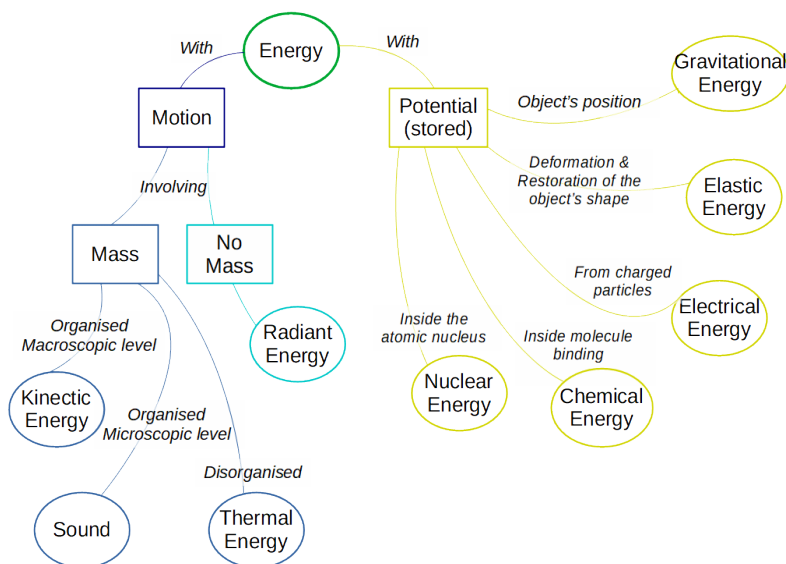 With
Energy
With
Motion
Potential
(stored)
Object's position
Gravitational
Energy
Involving
Deformation &
Restoration of the
object's shape
Elastic
Energy
Mass
No
Mass
From charged
particles
Electrical
Energy
Organised
Macroscopic level
Radiant
Energy
Inside the
atomic nucleus
Inside molecule
binding
Kinectic
Energy
Organised
Microscopic level
Nuclear
Energy
Chemical
Energy
Disorganised
Sound
Thermal
Energy